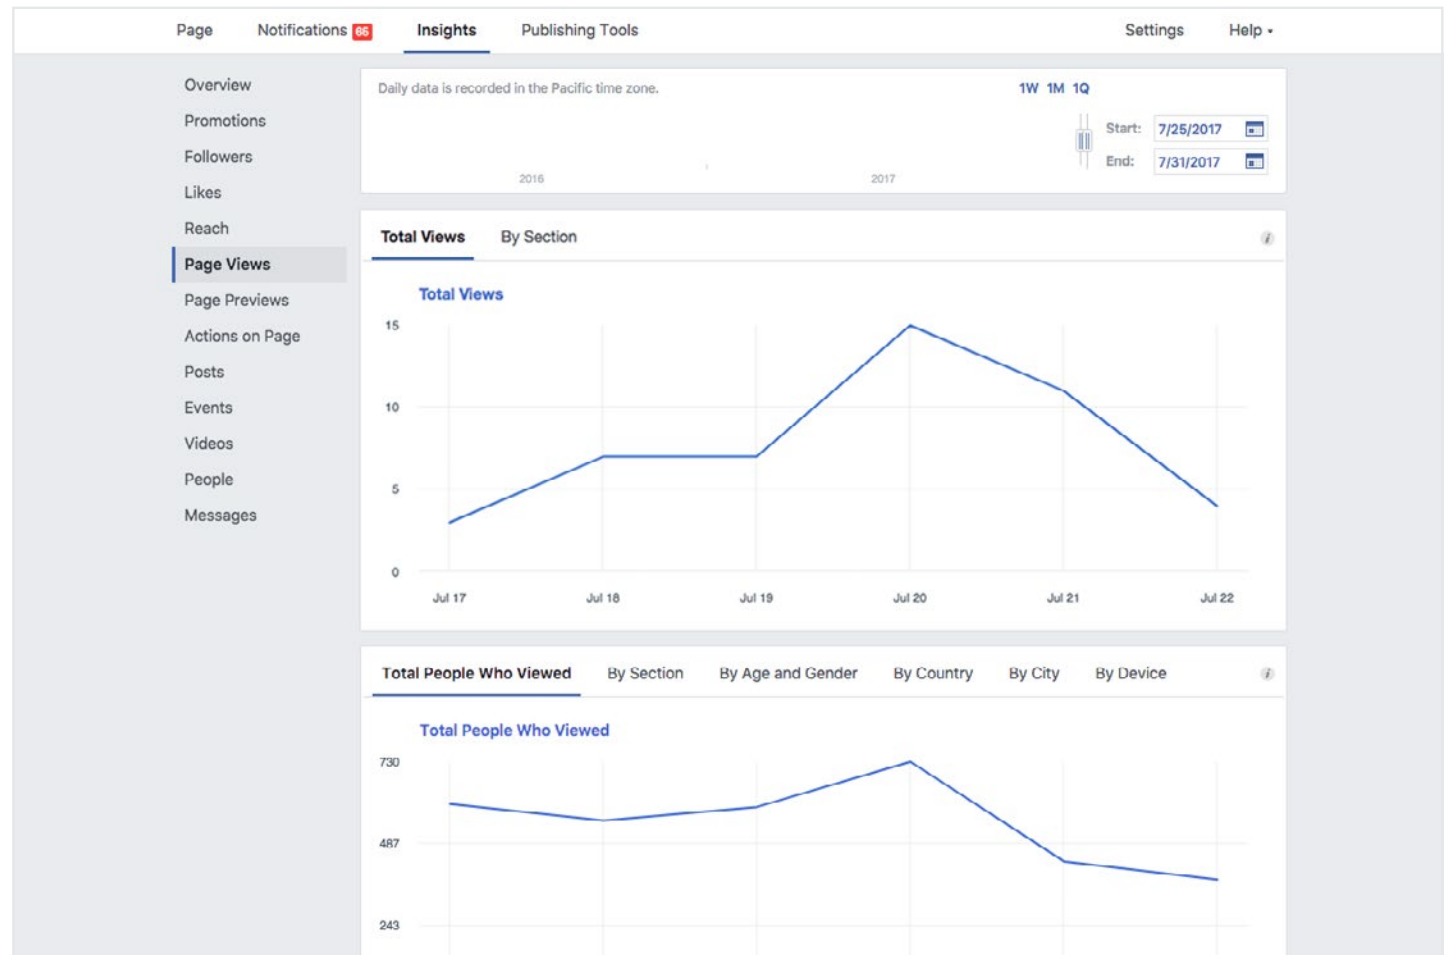 Page Notifications 66 Insights Publishing Tools Settings Help
Overview
Promotions
Followers
Likes
Reach
Page Views
Page Previews
Actions on Page
Posts
Events
Videos
People
Messages
Daily data is recorded in the Pacific time zone.
1W 1M 1Q
Start: 7/25/2017
End: 7/31/2017
2016 2017
Total Views By Section i
Total Views
15
10
5
0
Jul 17 Jul 18 Jul 19 Jul 20 Jul 21 Jul 22
Total People Who Viewed By Section By Age and Gender By Country By City By Device i
Total People Who Viewed
730
487
243